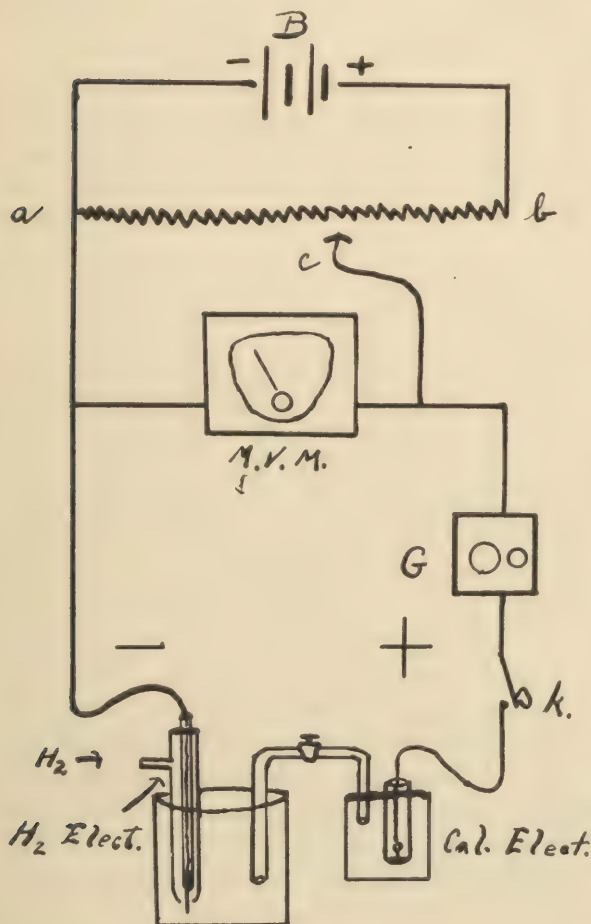 B
- +
a b
c
M.V.M.
G
− +
k.
H₂ →
H₂ Elect.
Cal. Elect.